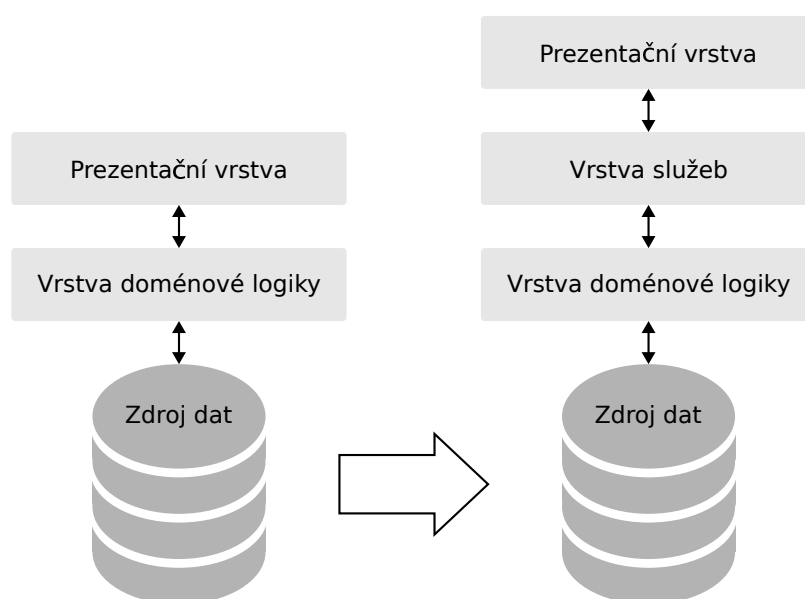 Prezentační vrstva
Vrstva doménové logiky
Zdroj dat
Prezentační vrstva
Vrstva služeb
Vrstva doménové logiky
Zdroj dat